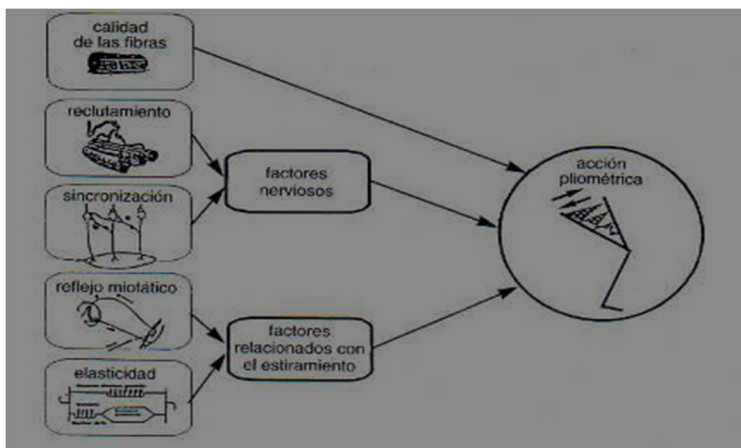 calidad
de las fibras
reclutamiento
sincronización
factores
nerviosos
reflejo miotático
elasticidad
factores
relacionados con
el estiramiento
acción
pliométrica